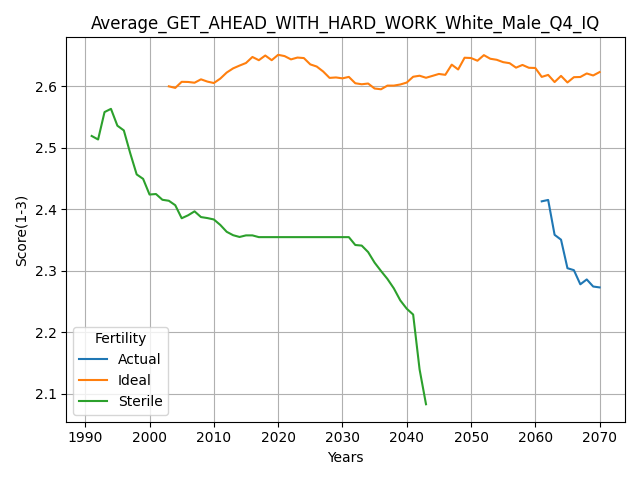 Average_GET_AHEAD_WITH_HARD_WORK_White_Male_Q4_IQ
Score(1-3)
2.6
2.5
2.4
2.3
2.2
2.1
Fertility
Actual
Ideal
Sterile
1990 2000 2010 2020 2030 2040 2050 2060 2070
Years